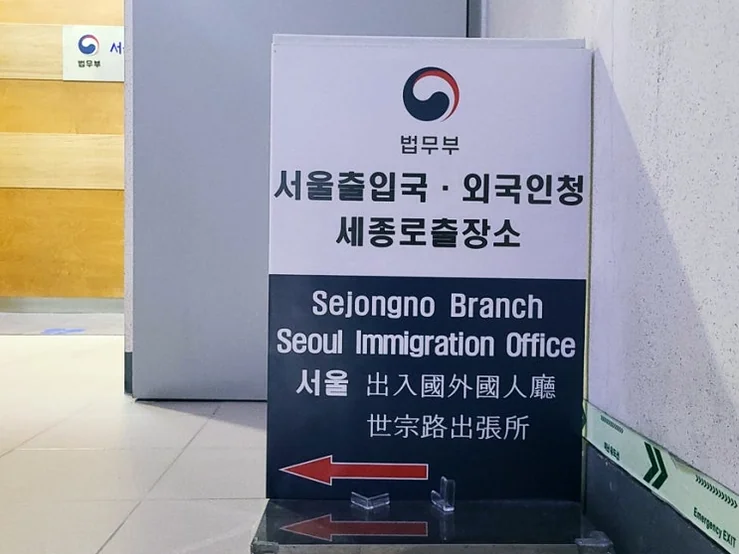 서
법무부
법무부
서울출입국·외국인청
세종로출장소
Sejongno Branch
Seoul Immigration Office
서울 出入國外國人廳
世宗路出張所
Emergency EXIT